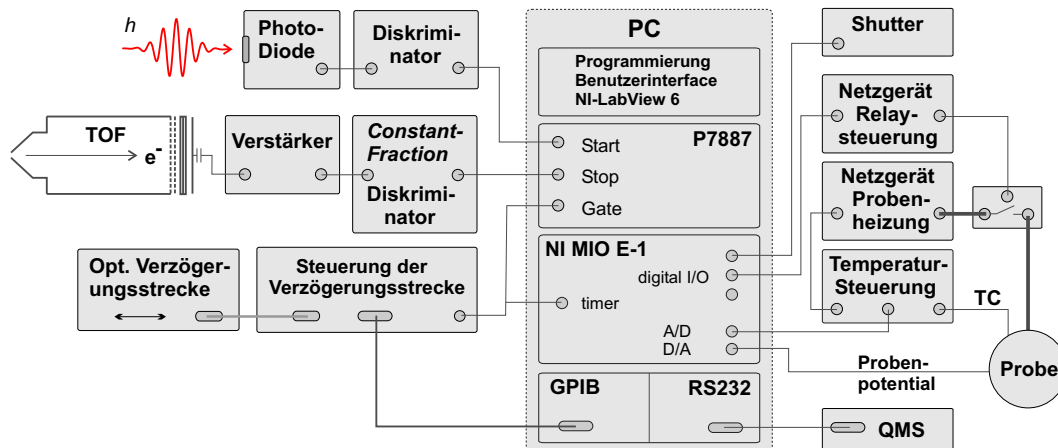 h
Photo-
Diode
Diskrimi-
nator
PC
Programmierung
Benutzerinterface
NI-LabView 6
Shutter
TOF
e-
Verstärker
Constant-
Fraction
Diskrimi-
nator
P7887
Start
Stop
Gate
Netzgerät
Relay-
steuerung
Netzgerät
Proben-
heizung
Opt. Verzöger-
ungsstrecke
Steuerung der
Verzögerungsstrecke
NI MIO E-1
digital I/O
timer
A/D
D/A
Temperatur-
Steuerung
TC
Proben-
potential
Probe
GPIB
RS232
QMS